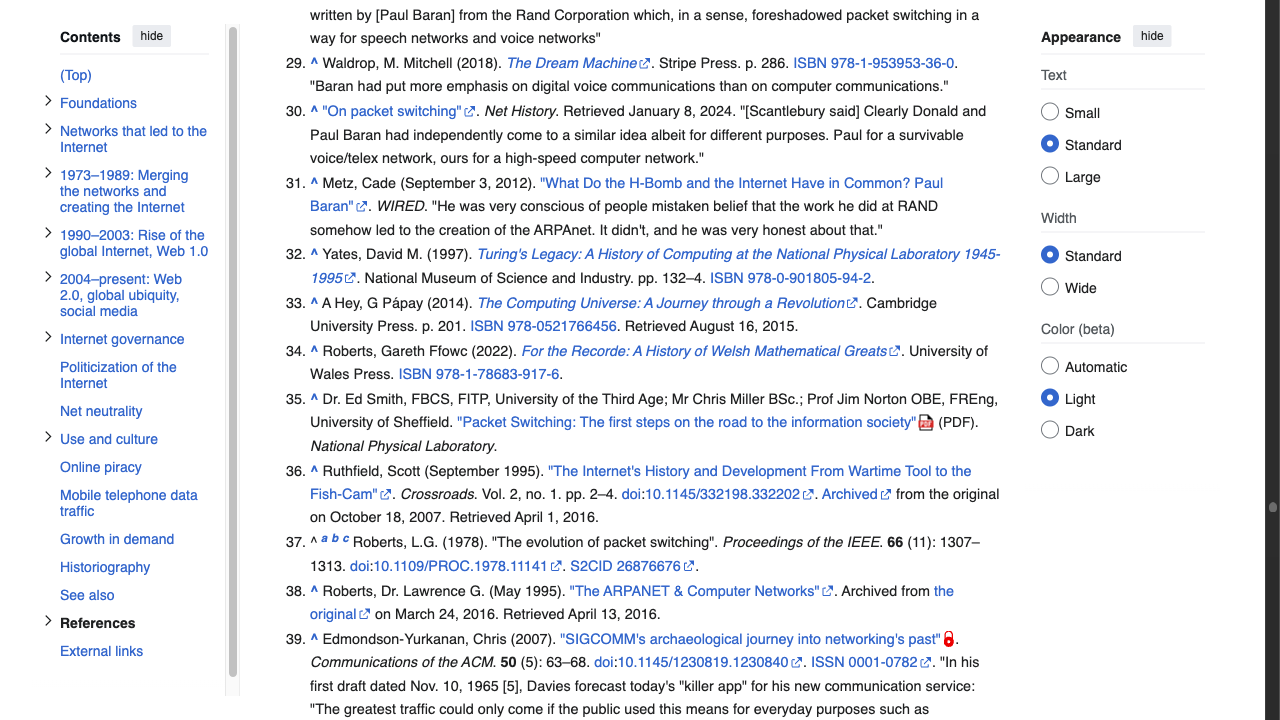 Contents hide
(Top)
Foundations
Networks that led to the
Internet
1973–1989: Merging
the networks and
creating the Internet
1990–2003: Rise of the
global Internet, Web 1.0
2004–present: Web
2.0, global ubiquity,
social media
Internet governance
Politicization of the
Internet
Net neutrality
Use and culture
Online piracy
Mobile telephone data
traffic
Growth in demand
Historiography
See also
References
External links
written by [Paul Baran] from the Rand Corporation which, in a sense, foreshadowed packet switching in a
way for speech networks and voice networks"
29. ^ Waldrop, M. Mitchell (2018). The Dream Machine. Stripe Press. p. 286. ISBN 978-1-953953-36-0.
"Baran had put more emphasis on digital voice communications than on computer communications."
30. ^ "On packet switching". Net History. Retrieved January 8, 2024. "[Scantlebury said] Clearly Donald and
Paul Baran had independently come to a similar idea albeit for different purposes. Paul for a survivable
voice/telex network, ours for a high-speed computer network."
31. ^ Metz, Cade (September 3, 2012). "What Do the H-Bomb and the Internet Have in Common? Paul
Baran". WIRED. "He was very conscious of people mistaken belief that the work he did at RAND
somehow led to the creation of the ARPAnet. It didn't, and he was very honest about that."
32. ^ Yates, David M. (1997). Turing's Legacy: A History of Computing at the National Physical Laboratory 1945-
1995. National Museum of Science and Industry. pp. 132–4. ISBN 978-0-901805-94-2.
33. ^ A Hey, G Pápay (2014). The Computing Universe: A Journey through a Revolution. Cambridge
University Press. p. 201. ISBN 978-0521766456. Retrieved August 16, 2015.
34. ^ Roberts, Gareth Ffowc (2022). For the Recorde: A History of Welsh Mathematical Greats. University of
Wales Press. ISBN 978-1-78683-917-6.
35. ^ Dr. Ed Smith, FBCS, FITP, University of the Third Age; Mr Chris Miller BSc.; Prof Jim Norton OBE, FREng,
University of Sheffield. "Packet Switching: The first steps on the road to the information society" (PDF).
National Physical Laboratory.
36. ^ Ruthfield, Scott (September 1995). "The Internet's History and Development From Wartime Tool to the
Fish-Cam". Crossroads. Vol. 2, no. 1. pp. 2–4. doi:10.1145/332198.332202. Archived from the original
on October 18, 2007. Retrieved April 1, 2016.
37. ^ a b c Roberts, L.G. (1978). "The evolution of packet switching". Proceedings of the IEEE. 66 (11): 1307–
1313. doi:10.1109/PROC.1978.11141. S2CID 26876676.
38. ^ Roberts, Dr. Lawrence G. (May 1995). "The ARPANET & Computer Networks". Archived from the
original on March 24, 2016. Retrieved April 13, 2016.
39. ^ Edmondson-Yurkanan, Chris (2007). "SIGCOMM's archaeological journey into networking's past".
Communications of the ACM. 50 (5): 63–68. doi:10.1145/1230819.1230840. ISSN 0001-0782. "In his
first draft dated Nov. 10, 1965 [5], Davies forecast today's "killer app" for his new communication service:
"The greatest traffic could only come if the public used this means for everyday purposes such as
Appearance hide
Text
Small
Standard
Large
Width
Standard
Wide
Color (beta)
Automatic
Light
Dark